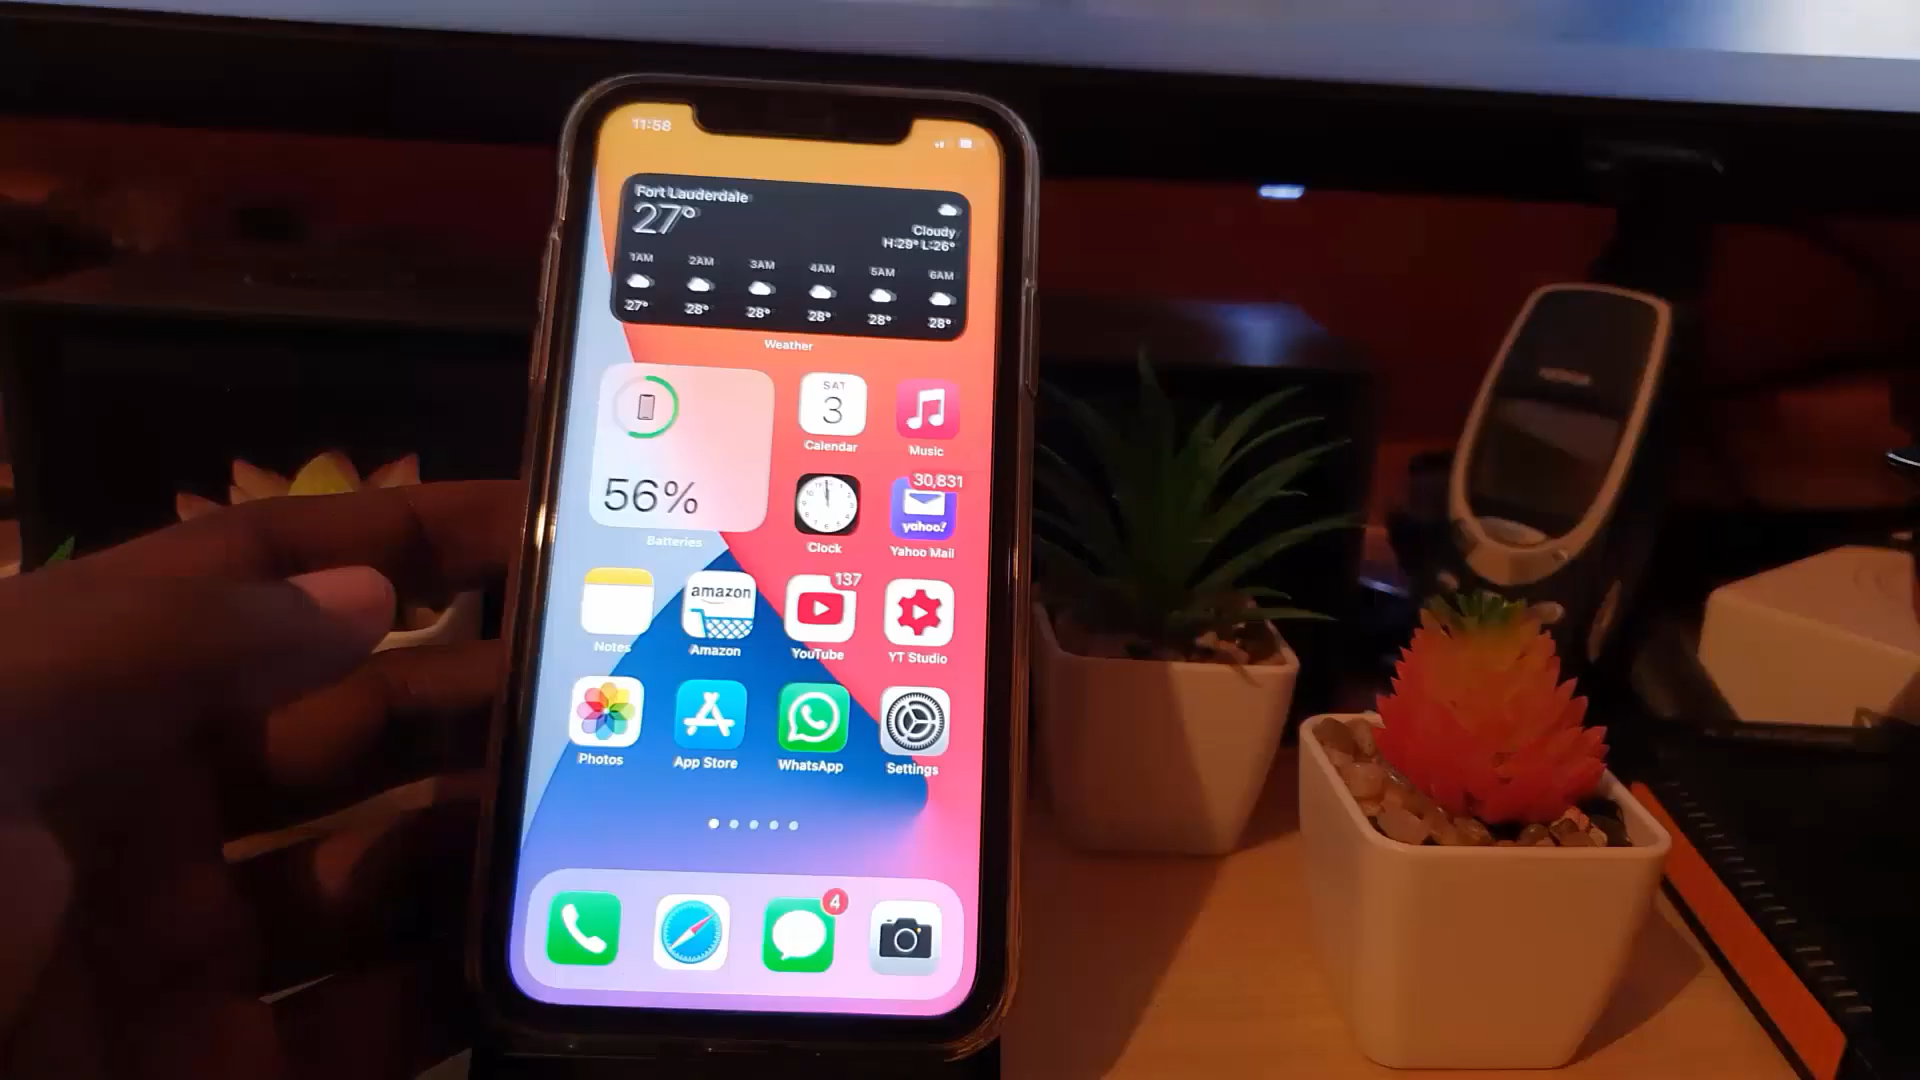 11:58
Fort Lauderdale
27°
Cloudy
H:29° L:26°
1AM 2AM 3AM 4AM 5AM 6AM
27° 28° 28° 28° 28° 28°
Weather
56%
Batteries
SAT
3
Calendar
Music
Clock
30,831
yahoo!
Yahoo Mail
Notes
amazon
Amazon
137
YouTube
YT Studio
Photos
App Store
WhatsApp
Settings
4
NOKIA